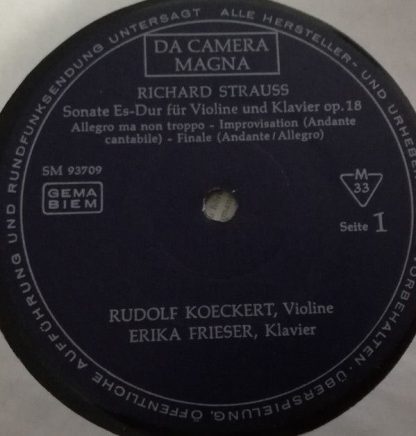 UND RUNDFUNKSENDUNG UNTERSAGT · ALLE HERSTELLER- UND URHEBE
DA CAMERA
MAGNA
RICHARD STRAUSS
Sonate Es-Dur für Violine und Klavier op.18
Allegro ma non troppo - Improvisation (Andante
cantabile) - Finale (Andante/Allegro)
SM 93709
GEMA
BIEM
M
33
Seite 1
RUDOLF KOECKERT, Violine
ERIKA FRIESER, Klavier
VORBEHALTEN · ÜBERSPIELUNG, ÖFFENTLICHE AUFFÜHRUNG